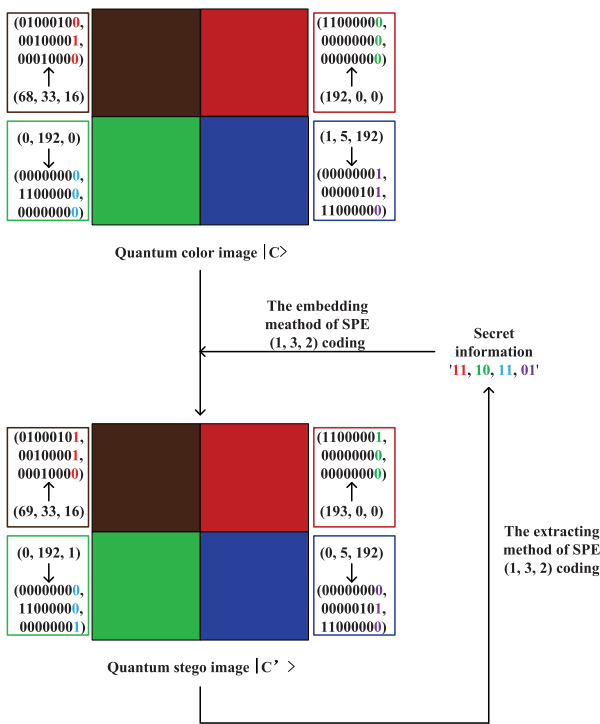 (01000100,
00100001,
00010000)
(68, 33, 16)
(11000000,
00000000,
00000000)
(192, 0, 0)
(0, 192, 0)
(00000000,
11000000,
00000000)
(1, 5, 192)
(00000001,
00000101,
11000000)
Quantum color image |C>
The embedding
meathod of SPE
(1, 3, 2) coding
Secret
information
'11, 10, 11, 01'
(01000101,
00100001,
00010000)
(69, 33, 16)
(11000001,
00000000,
00000000)
(193, 0, 0)
(0, 192, 1)
(00000000,
11000000,
00000001)
(0, 5, 192)
(00000000,
00000101,
11000000)
The extracting
method of SPE
(1, 3, 2) coding
Quantum stego image |C’ >